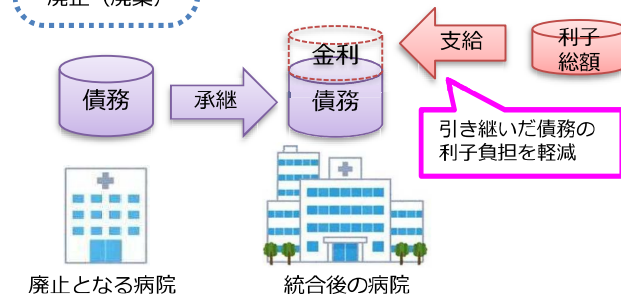 廃止（廃業）
金利
支給
利子
総額
債務
承継
債務
引き継いだ債務の
利子負担を軽減
廃止となる病院
統合後の病院